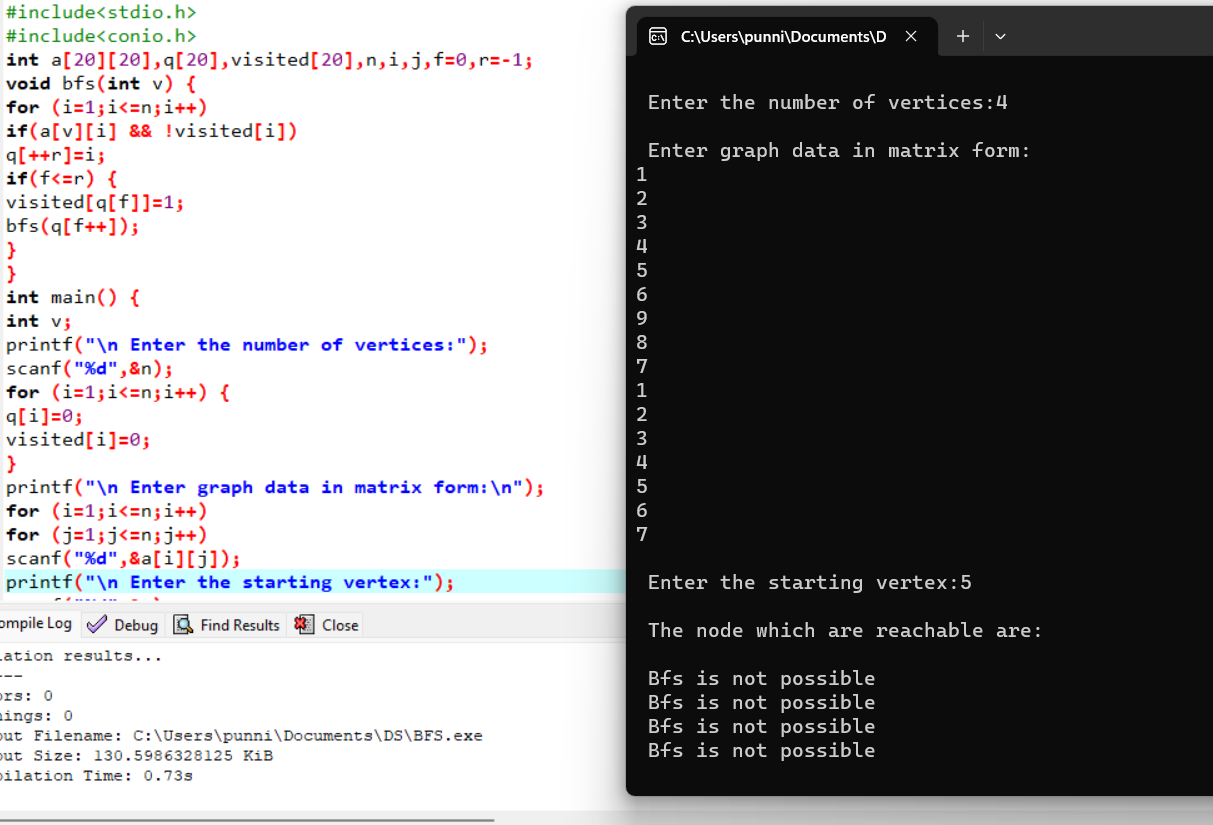 #include<stdio.h>
#include<conio.h>
int a[20][20],q[20],visited[20],n,i,j,f=0,r=-1;
void bfs(int v) {
for (i=1;i<=n;i++)
if(a[v][i] && !visited[i])
q[++r]=i;
if(f<=r) {
visited[q[f]]=1;
bfs(q[f++]);
}
}
int main() {
int v;
printf("\n Enter the number of vertices:");
scanf("%d",&n);
for (i=1;i<=n;i++) {
q[i]=0;
visited[i]=0;
}
printf("\n Enter graph data in matrix form:\n");
for (i=1;i<=n;i++)
for (j=1;j<=n;j++)
scanf("%d",&a[i][j]);
printf("\n Enter the starting vertex:");
ompile Log Debug Find Results Close
lation results...
---
ors: 0
nings: 0
out Filename: C:\Users\punni\Documents\DS\BFS.exe
out Size: 130.5986328125 KiB
pilation Time: 0.73s
C:\Users\punni\Documents\D
Enter the number of vertices:4
Enter graph data in matrix form:
1
2
3
4
5
6
9
8
7
1
2
3
4
5
6
7
Enter the starting vertex:5
The node which are reachable are:
Bfs is not possible
Bfs is not possible
Bfs is not possible
Bfs is not possible